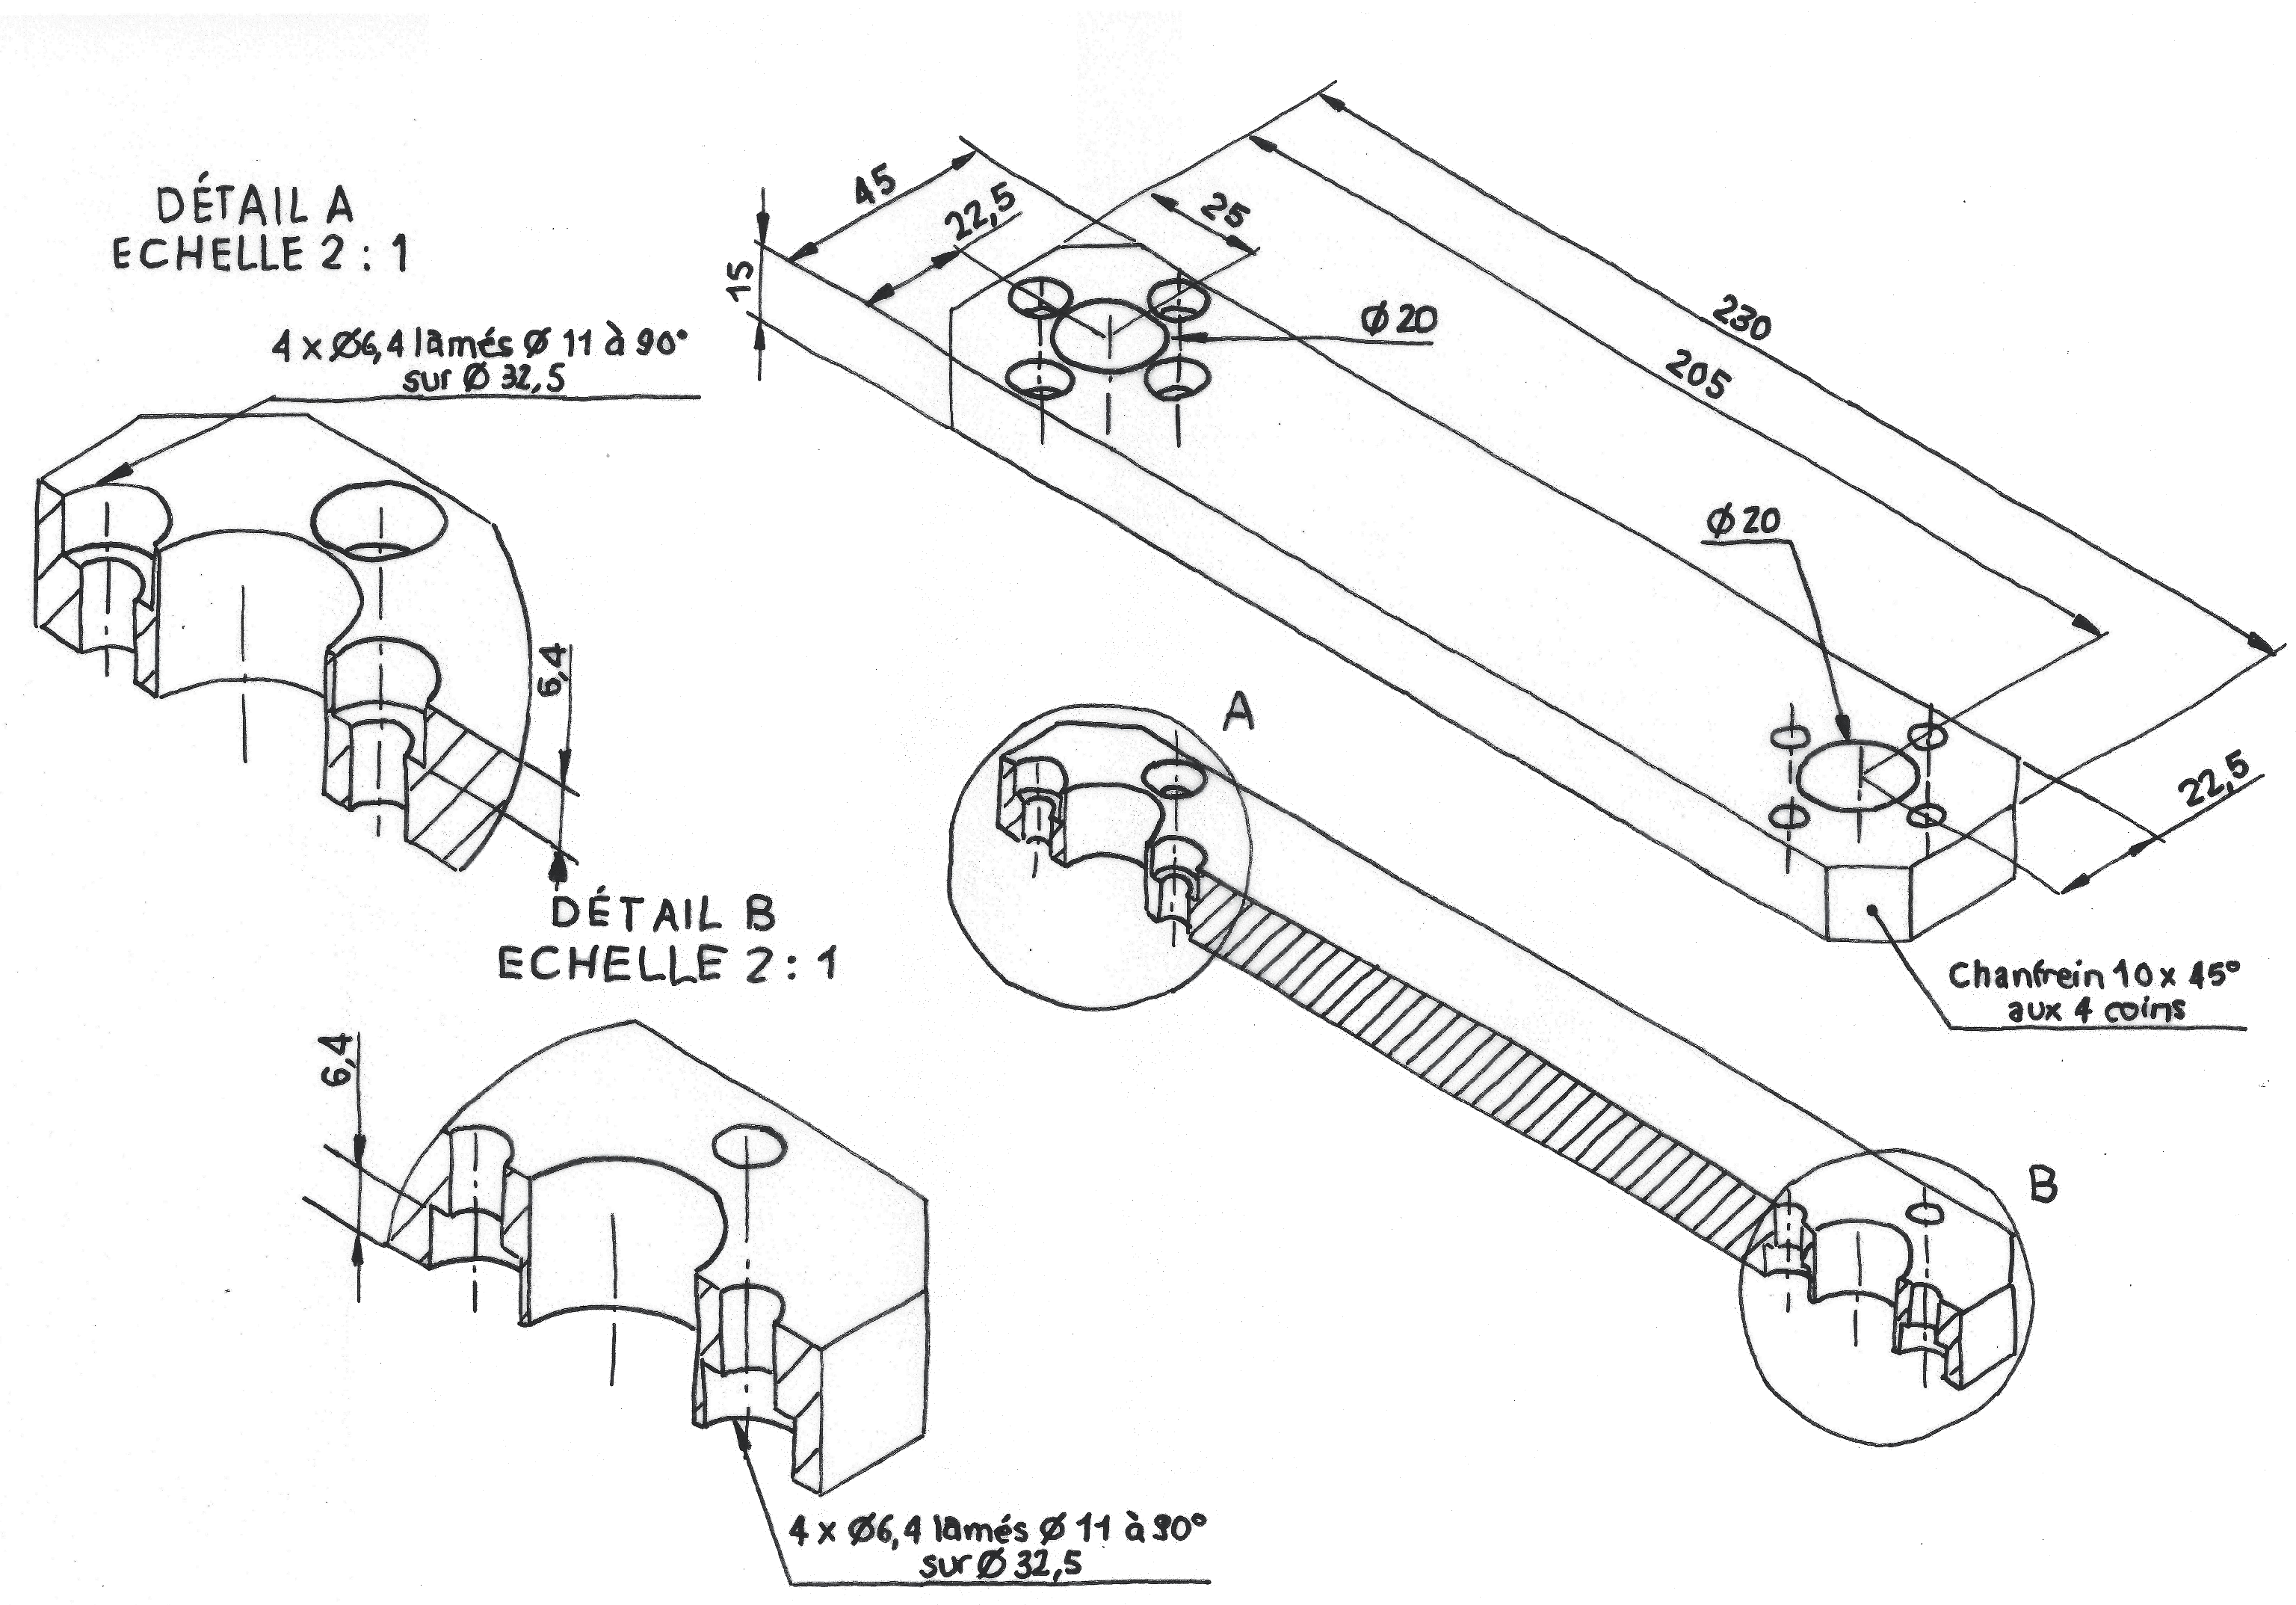 DÉTAIL A
ECHELLE 2 : 1
4 x Ø6,4 lamés Ø 11 à 90°
sur Ø 32,5
6,4
DÉTAIL B
ECHELLE 2 : 1
6,4
4 x Ø6,4 lamés Ø 11 à 90°
sur Ø 32,5
45
22,5
25
15
Ø 20
230
205
Ø 20
22,5
Chanfrein 10 x 45°
aux 4 coins
A
B